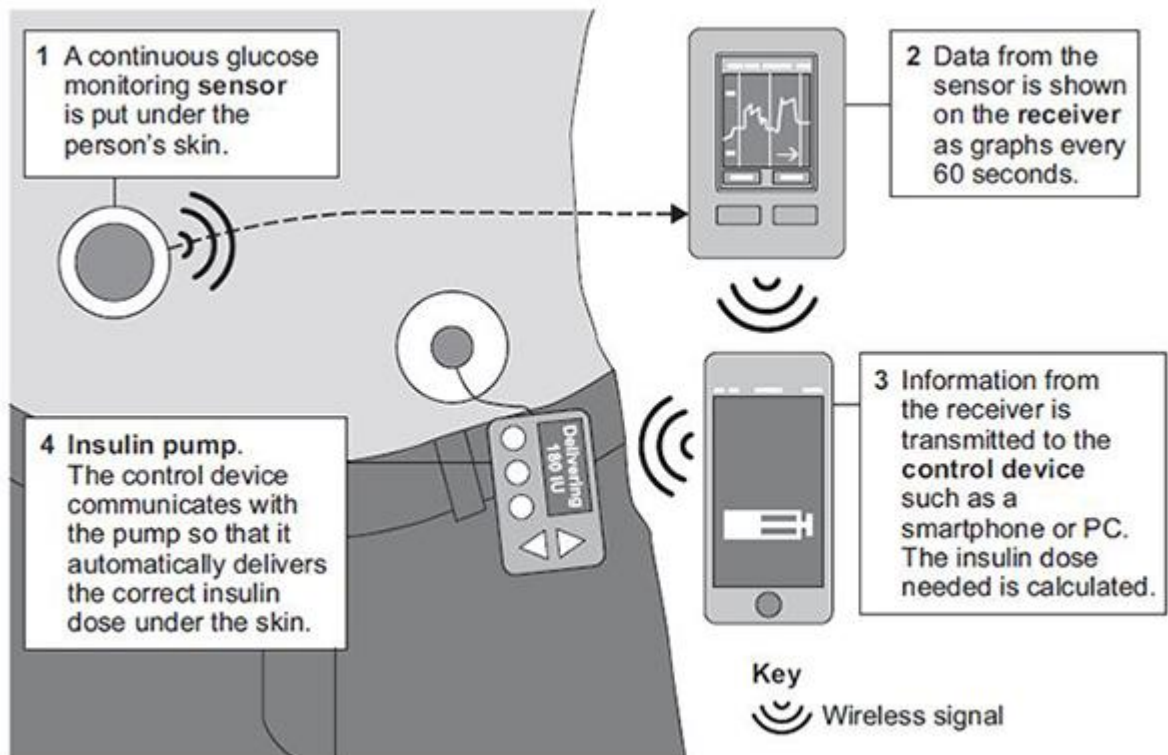 1 A continuous glucose
monitoring sensor
is put under the
person's skin.
2 Data from the
sensor is shown
on the receiver
as graphs every
60 seconds.
3 Information from
the receiver is
transmitted to the
control device
such as a
smartphone or PC.
The insulin dose
needed is calculated.
4 Insulin pump.
The control device
communicates with
the pump so that it
automatically delivers
the correct insulin
dose under the skin.
Delivering
180 IU
Key
Wireless signal